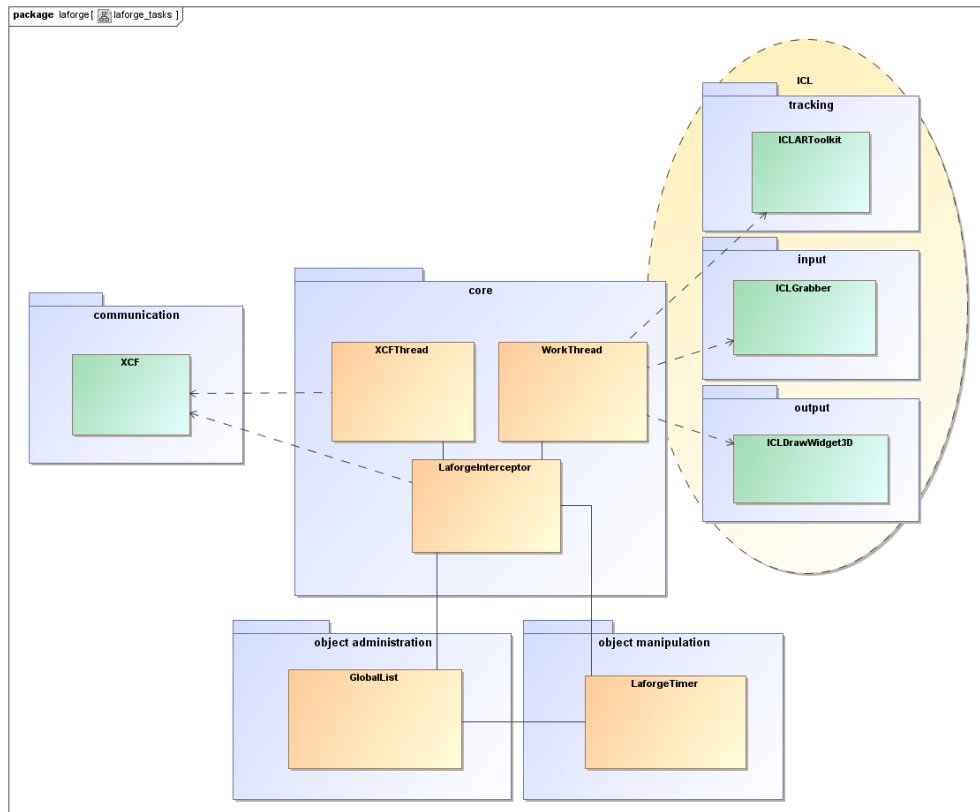 package laforge [ laforge_tasks ]
ICL
tracking
ICLARToolkit
input
ICLGrabber
core
communication
XCFThread
WorkThread
XCF
output
ICLDrawWidget3D
LaforgeInterceptor
object administration
object manipulation
GlobalList
LaforgeTimer